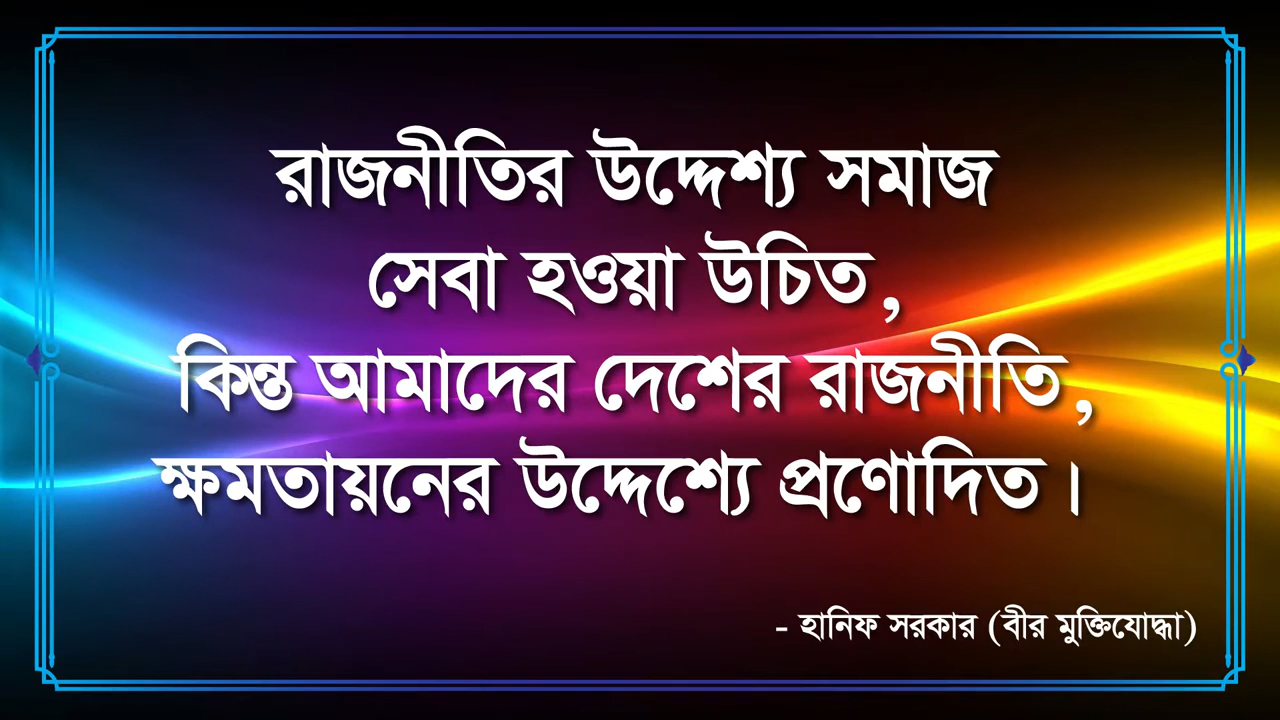 রাজনীতির উদ্দেশ্য সমাজ
সেবা হওয়া উচিত,
কিন্তু আমাদের দেশের রাজনীতি,
ক্ষমতায়নের উদ্দেশ্যে প্রণোদিত।
- হানিফ সরকার (বীর মুক্তিযোদ্ধা)